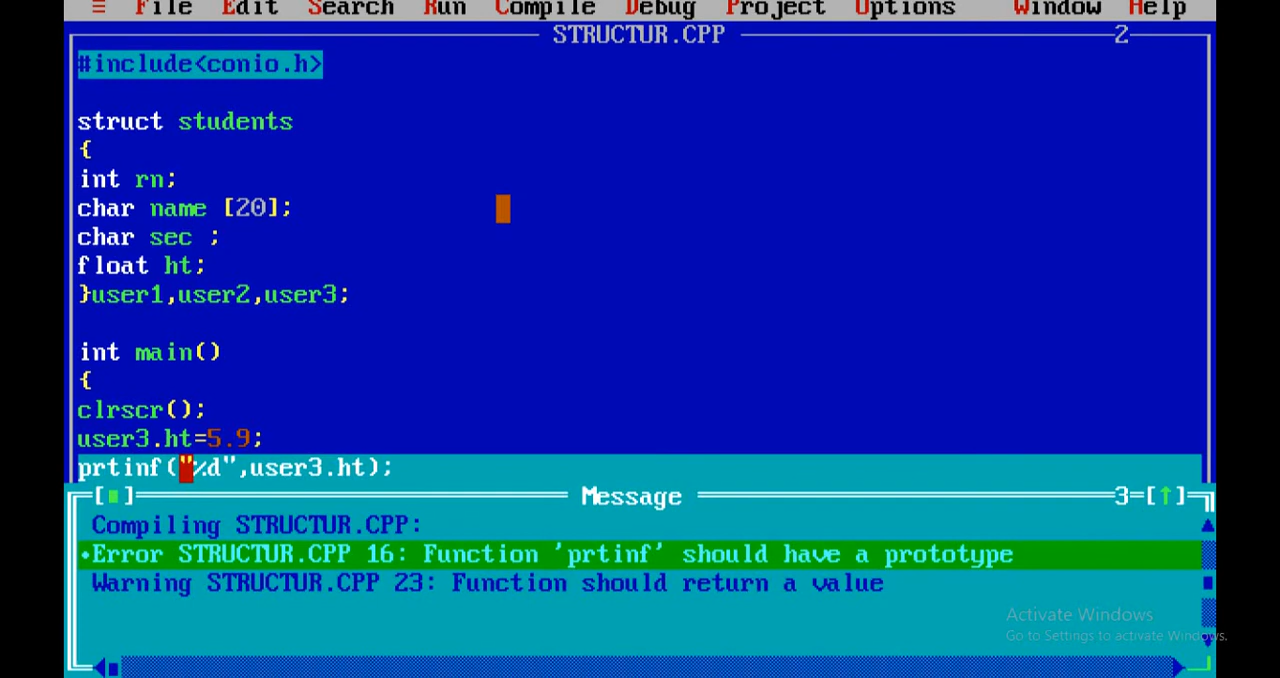 ≡ File Edit Search Run Compile Debug Project Options Window Help
STRUCTUR.CPP 2
#include<conio.h>
struct students
{
int rn;
char name [20];
char sec ;
float ht;
}user1,user2,user3;
int main()
{
clrscr();
user3.ht=5.9;
prtinf("%d",user3.ht);
[■] Message 3=[↑]
Compiling STRUCTUR.CPP:
•Error STRUCTUR.CPP 16: Function 'prtinf' should have a prototype
Warning STRUCTUR.CPP 23: Function should return a value
Activate Windows
Go to Settings to activate Windows.